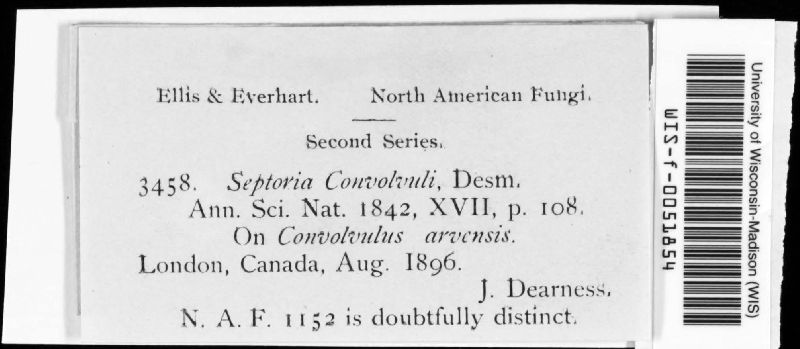 Ellis & Everhart. North American Fungi.
Second Series.
3458. Septoria Convolvuli, Desm.
Ann. Sci. Nat. 1842, XVII, p. 108.
On Convolvulus arvensis.
London, Canada, Aug. 1896.
J. Dearness.
N. A. F. 1152 is doubtfully distinct.
University of Wisconsin-Madison (WIS)
WIS-f-0051854